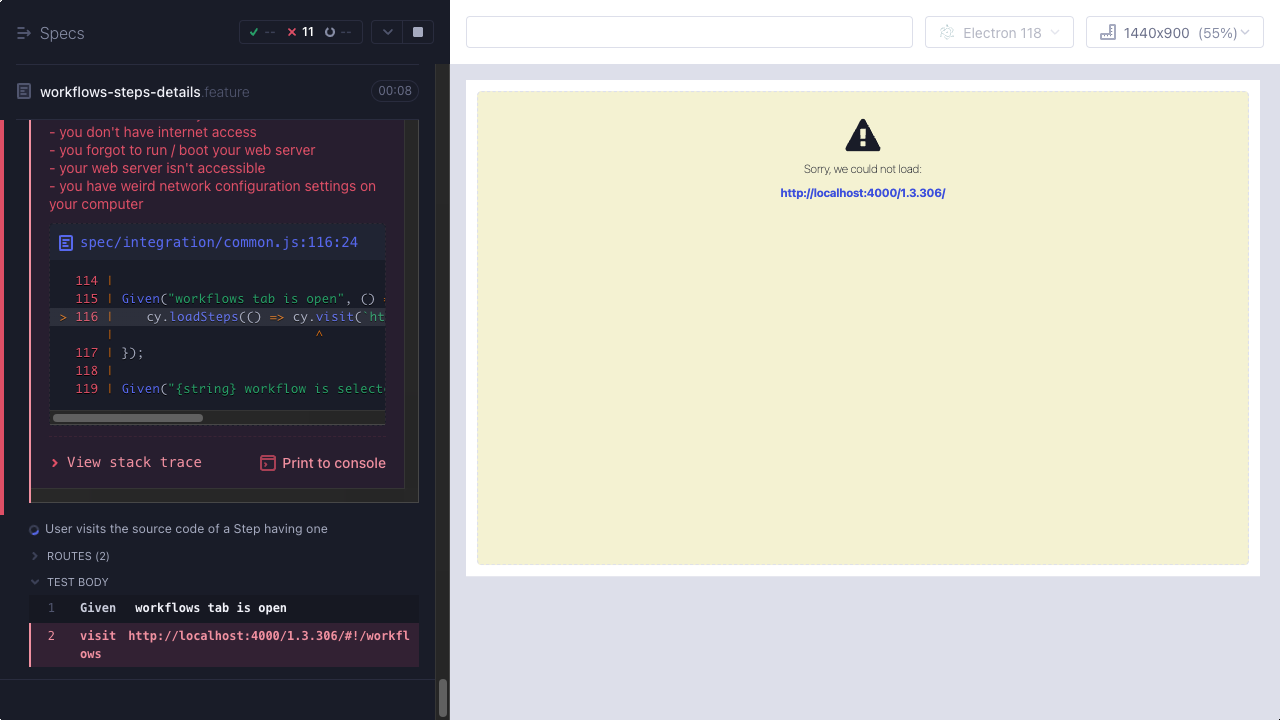 Specs
--
11
--
Electron 118
1440x900 (55%)
workflows-steps-details.feature
00:08
- you don't have internet access
- you forgot to run / boot your web server
- your web server isn't accessible
- you have weird network configuration settings on
your computer
spec/integration/common.js:116:24
114 |
115 | Given("workflows tab is open", () =
> 116 | cy.loadSteps(() => cy.visit(`ht
| ^
117 | });
118 |
119 | Given("{string} workflow is select
View stack trace
Print to console
User visits the source code of a Step having one
ROUTES (2)
TEST BODY
1 Given workflows tab is open
2 visit http://localhost:4000/1.3.306/#!/workfl
ows
Sorry, we could not load:
http://localhost:4000/1.3.306/